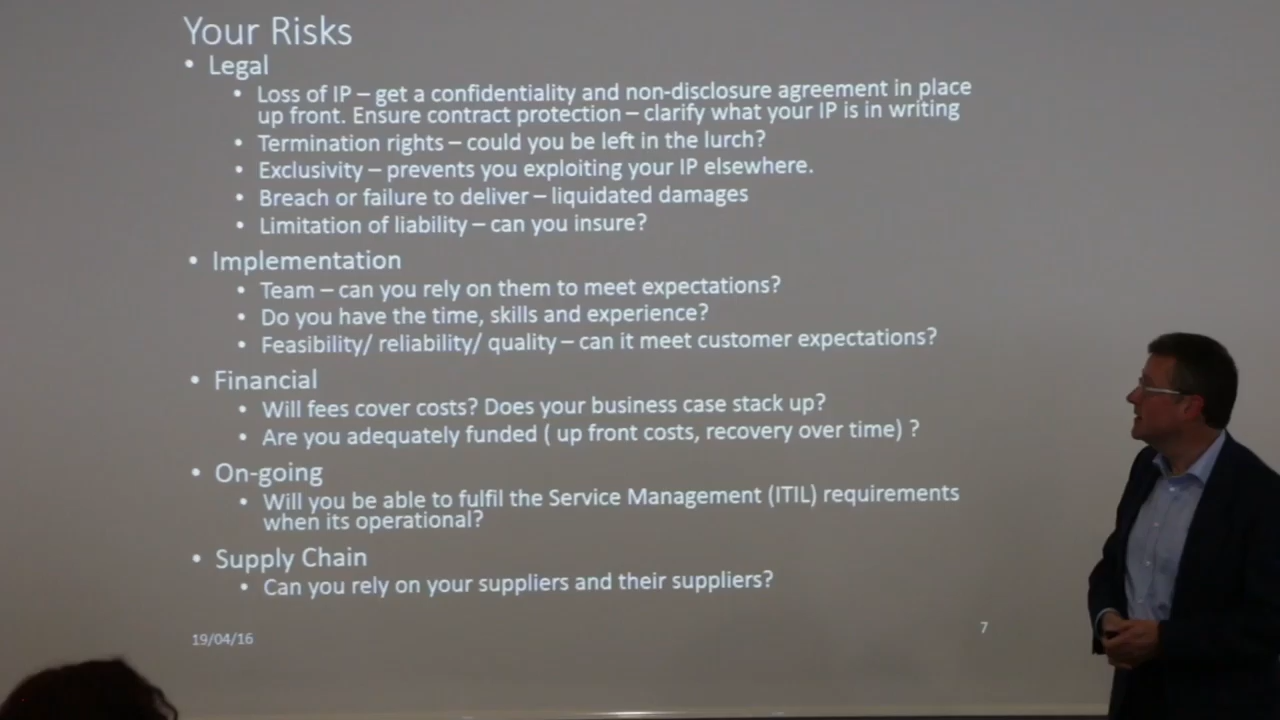 Your Risks
• Legal
• Loss of IP – get a confidentiality and non-disclosure agreement in place
up front. Ensure contract protection – clarify what your IP is in writing
• Termination rights – could you be left in the lurch?
• Exclusivity – prevents you exploiting your IP elsewhere.
• Breach or failure to deliver – liquidated damages
• Limitation of liability – can you insure?
• Implementation
• Team – can you rely on them to meet expectations?
• Do you have the time, skills and experience?
• Feasibility/ reliability/ quality – can it meet customer expectations?
• Financial
• Will fees cover costs? Does your business case stack up?
• Are you adequately funded ( up front costs, recovery over time) ?
• On-going
• Will you be able to fulfil the Service Management (ITIL) requirements
when its operational?
• Supply Chain
• Can you rely on your suppliers and their suppliers?
19/04/16
7